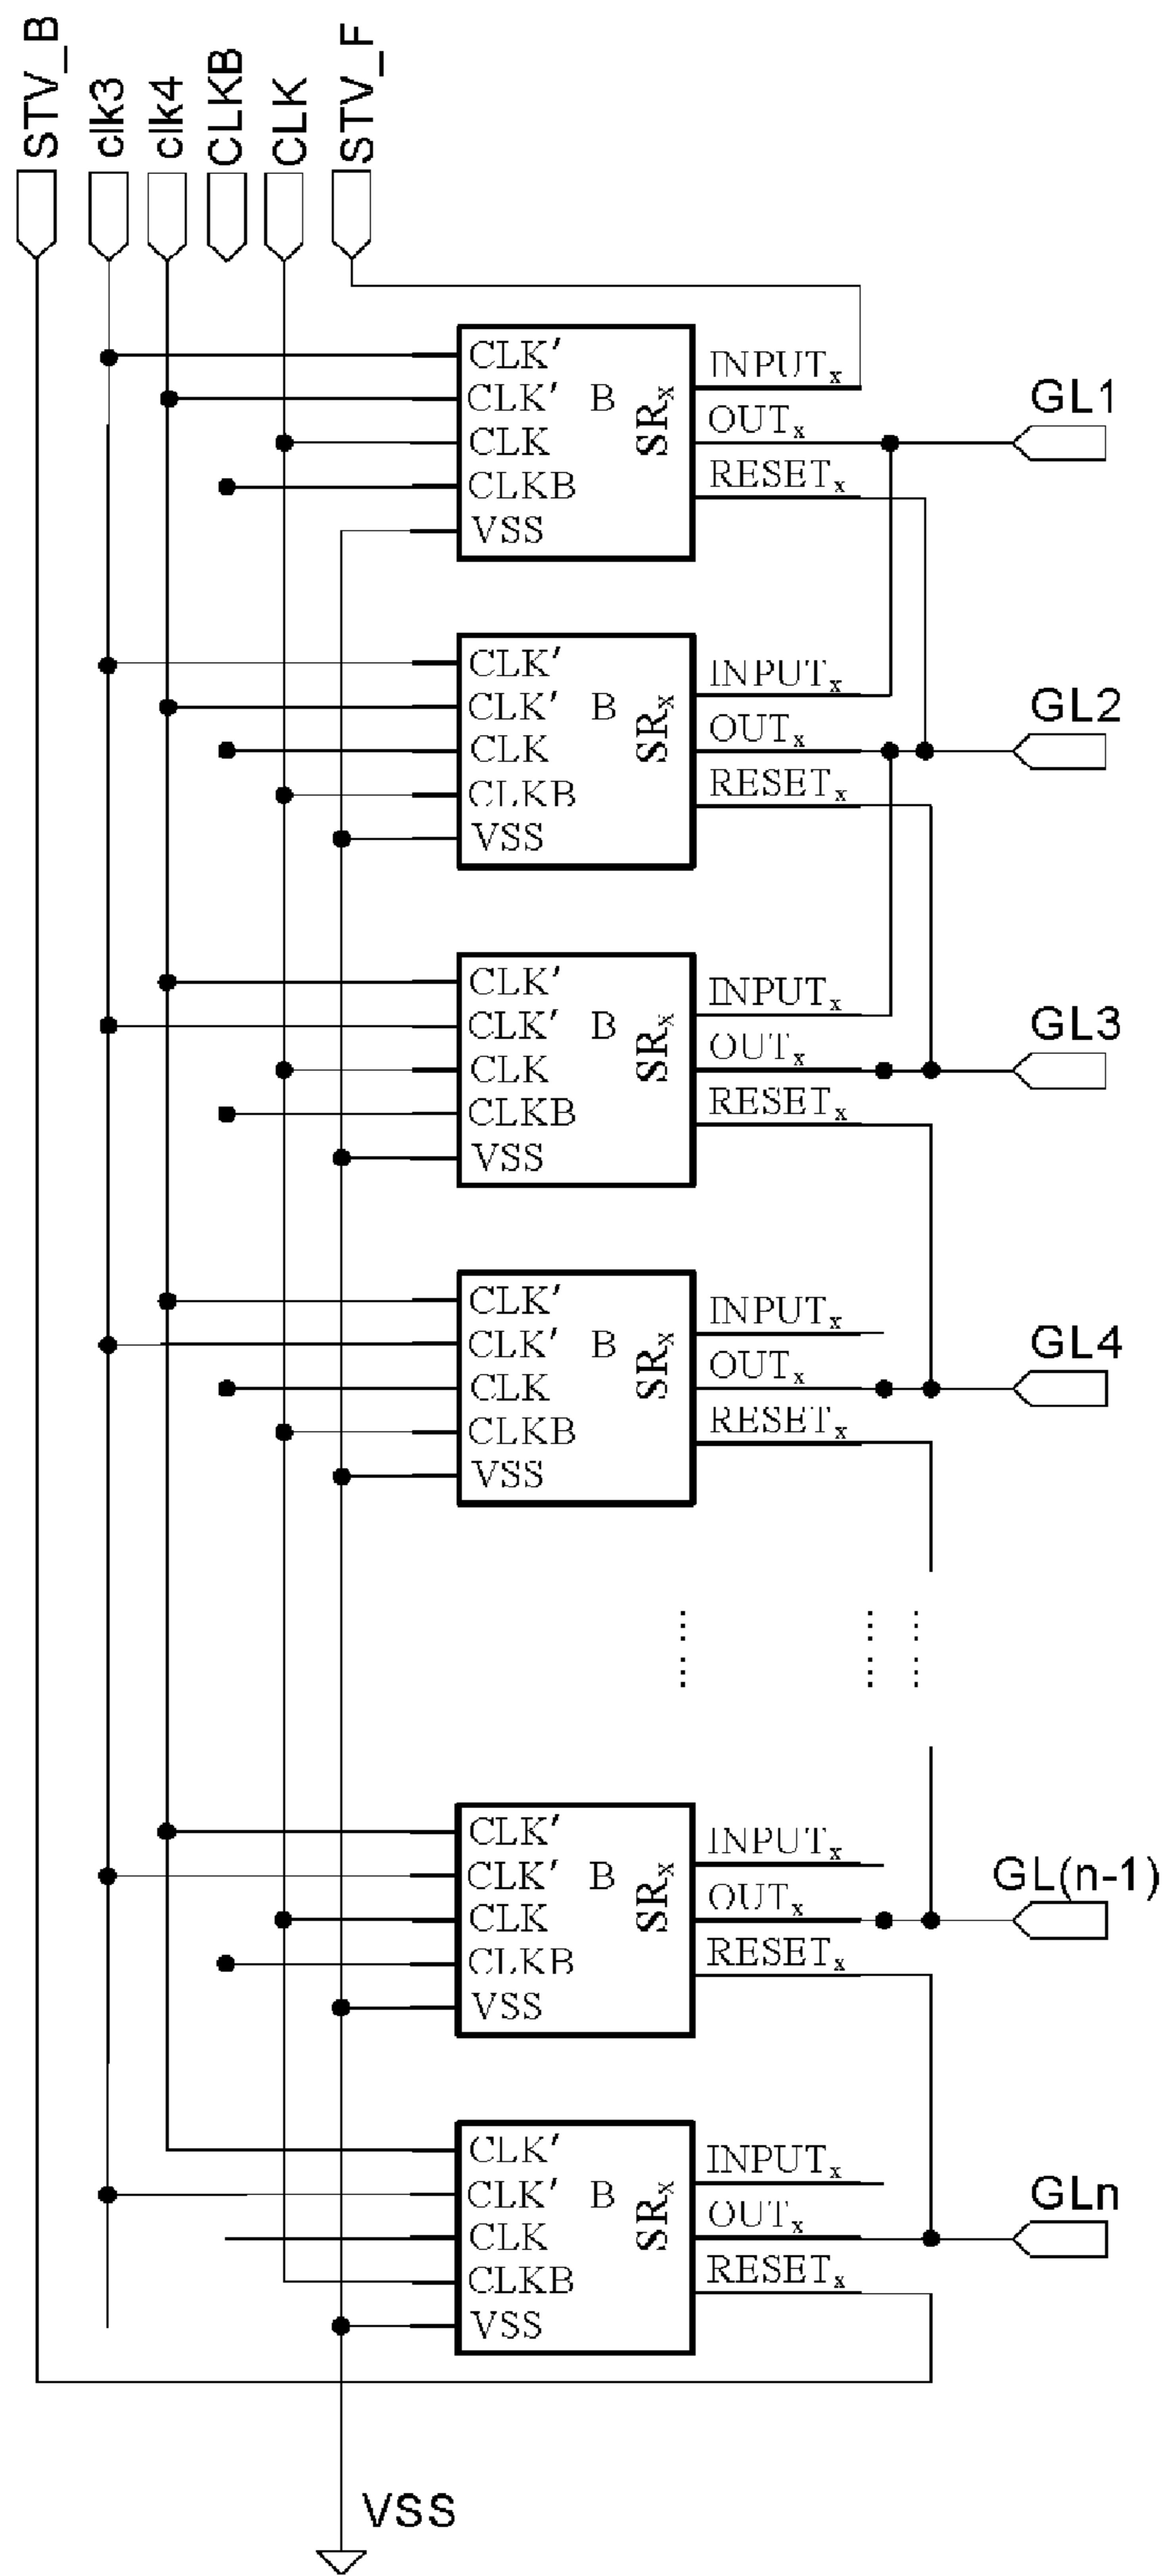 STV_B
clk3
clk4
CLKB
CLK
STV_F
CLK′
CLK′ B
CLK
CLKB
VSS
SRx
INPUTx
OUTx
RESETx
GL1
CLK′
CLK′ B
CLK
CLKB
VSS
SRx
INPUTx
OUTx
RESETx
GL2
CLK′
CLK′ B
CLK
CLKB
VSS
SRx
INPUTx
OUTx
RESETx
GL3
CLK′
CLK′ B
CLK
CLKB
VSS
SRx
INPUTx
OUTx
RESETx
GL4
CLK′
CLK′ B
CLK
CLKB
VSS
SRx
INPUTx
OUTx
RESETx
GL(n-1)
CLK′
CLK′ B
CLK
CLKB
VSS
SRx
INPUTx
OUTx
RESETx
GLn
VSS